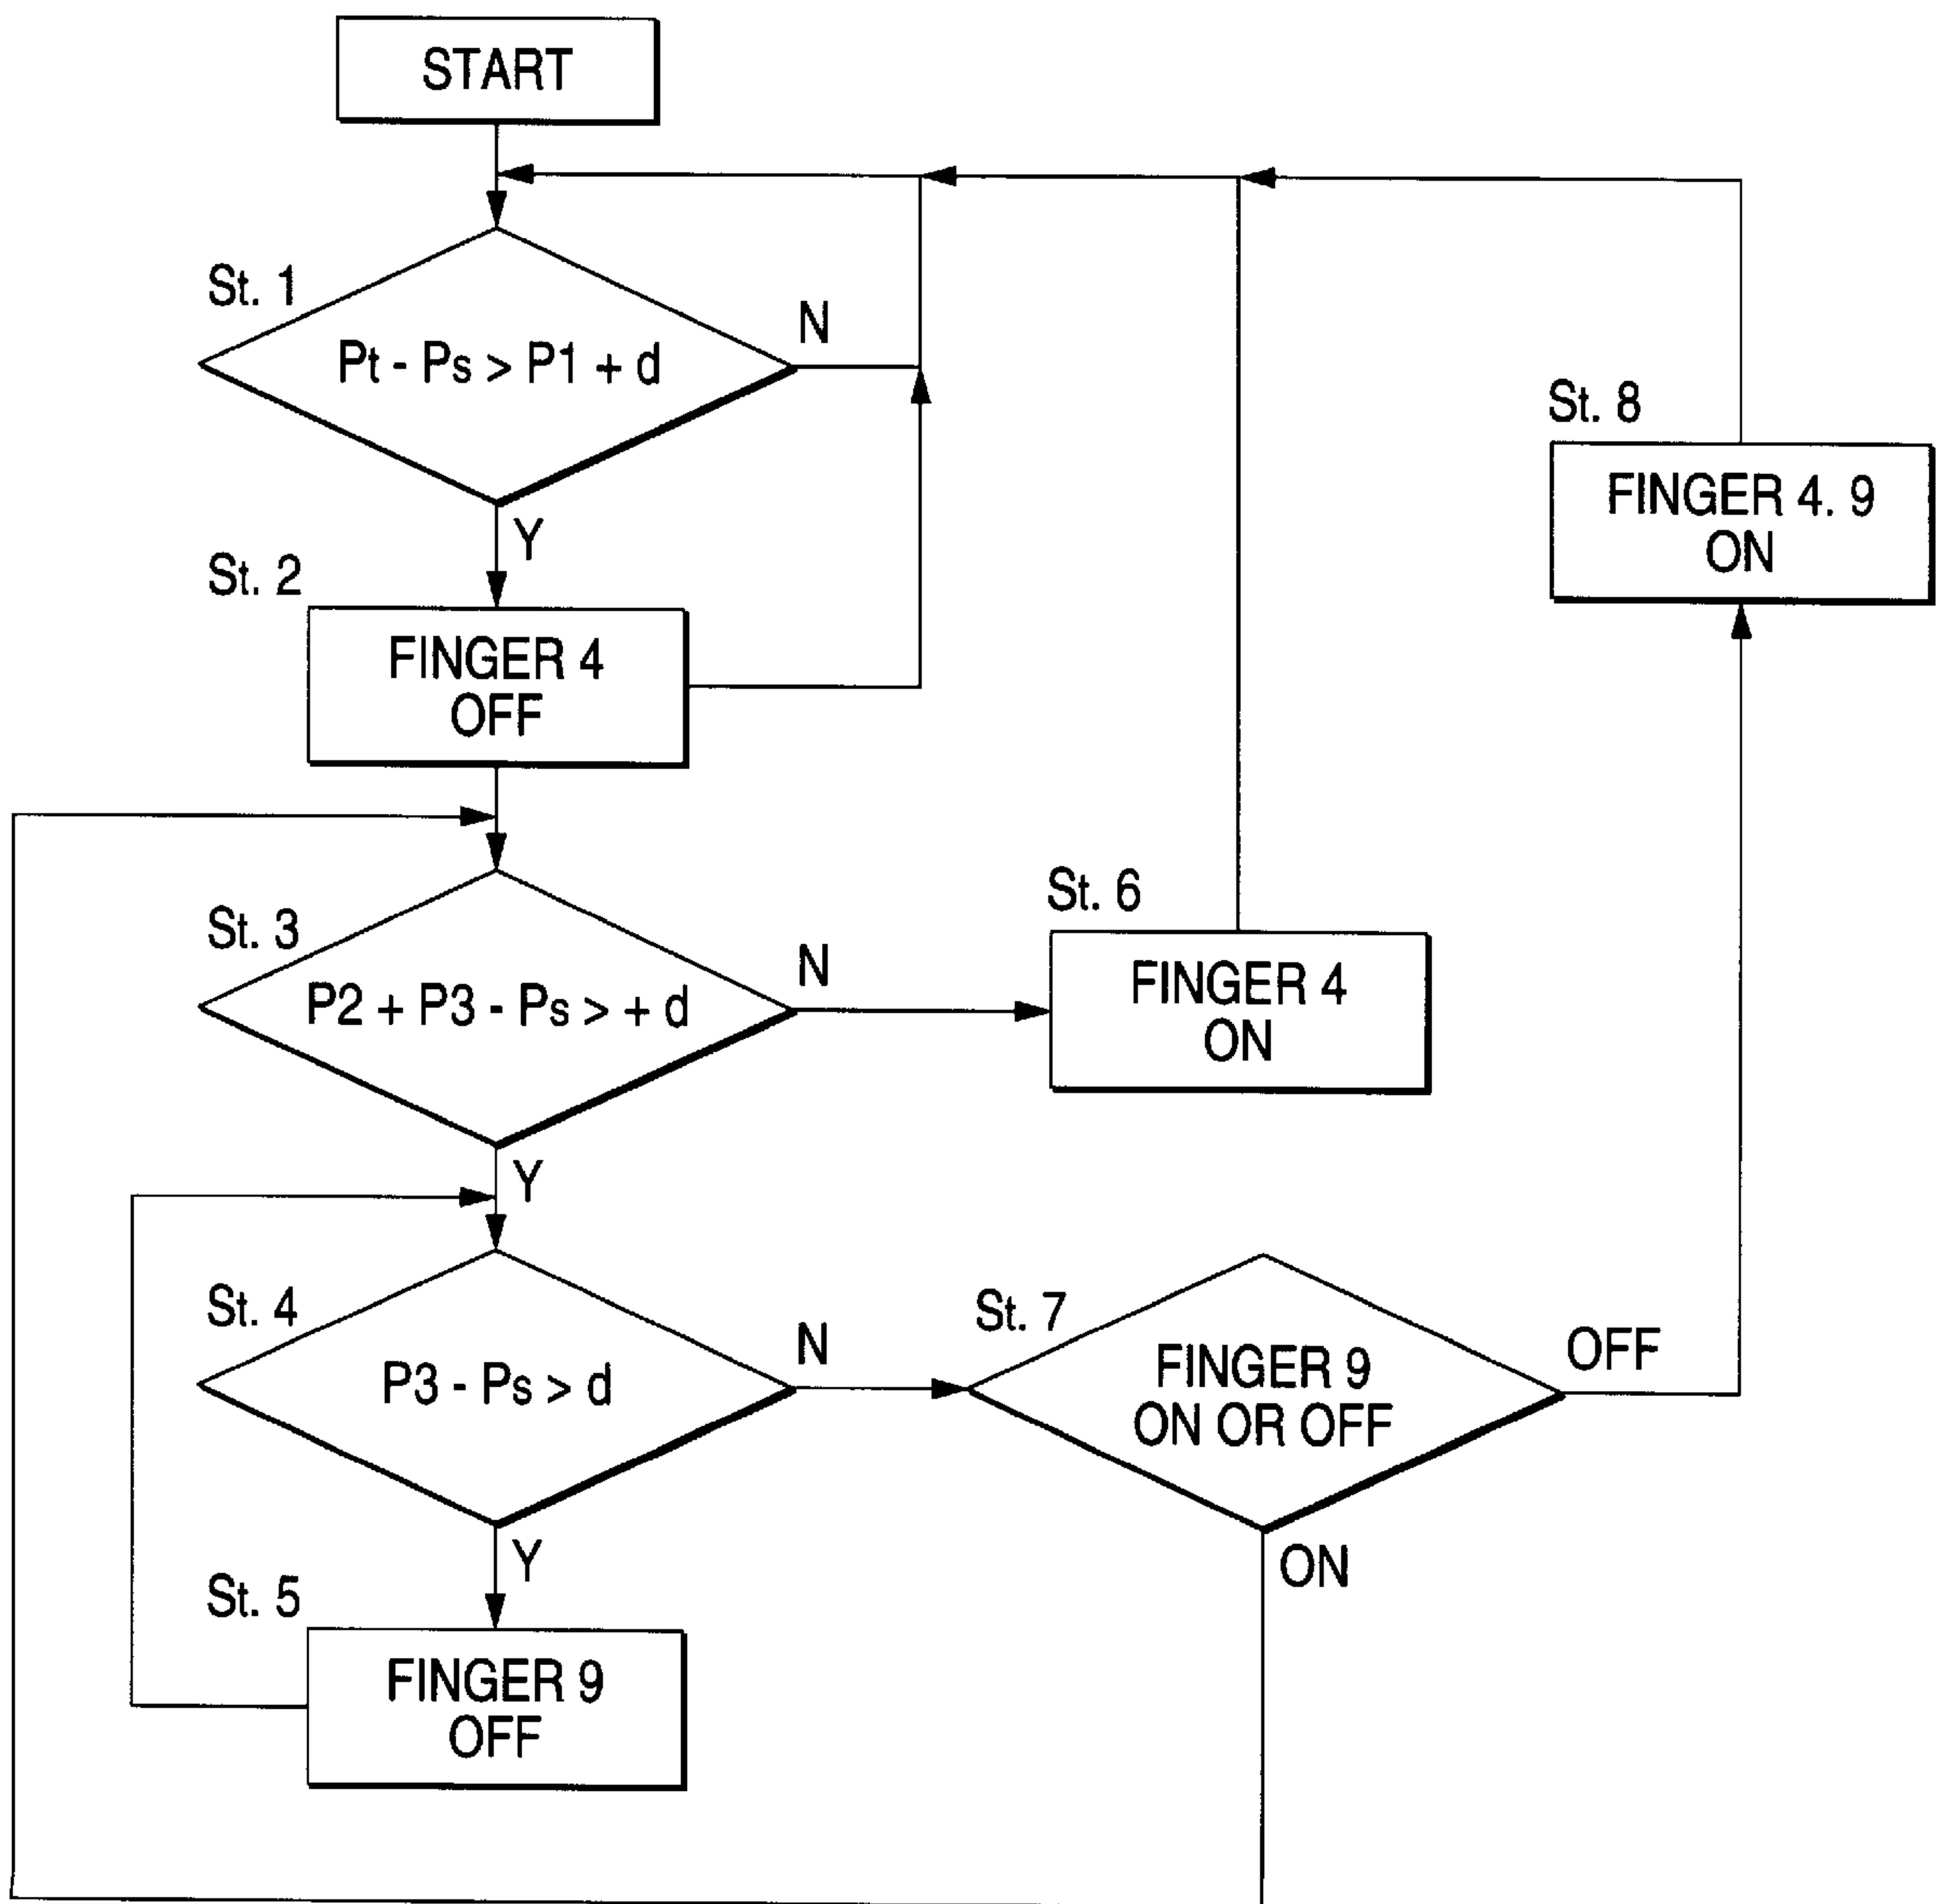 START
St. 1
Pt - Ps > P1 + d
N
Y
St. 2
FINGER 4
OFF
St. 8
FINGER 4. 9
ON
St. 3
P2 + P3 - Ps > + d
N
St. 6
FINGER 4
ON
Y
St. 4
P3 - Ps > d
N
St. 7
FINGER 9
ON OR OFF
OFF
ON
Y
St. 5
FINGER 9
OFF